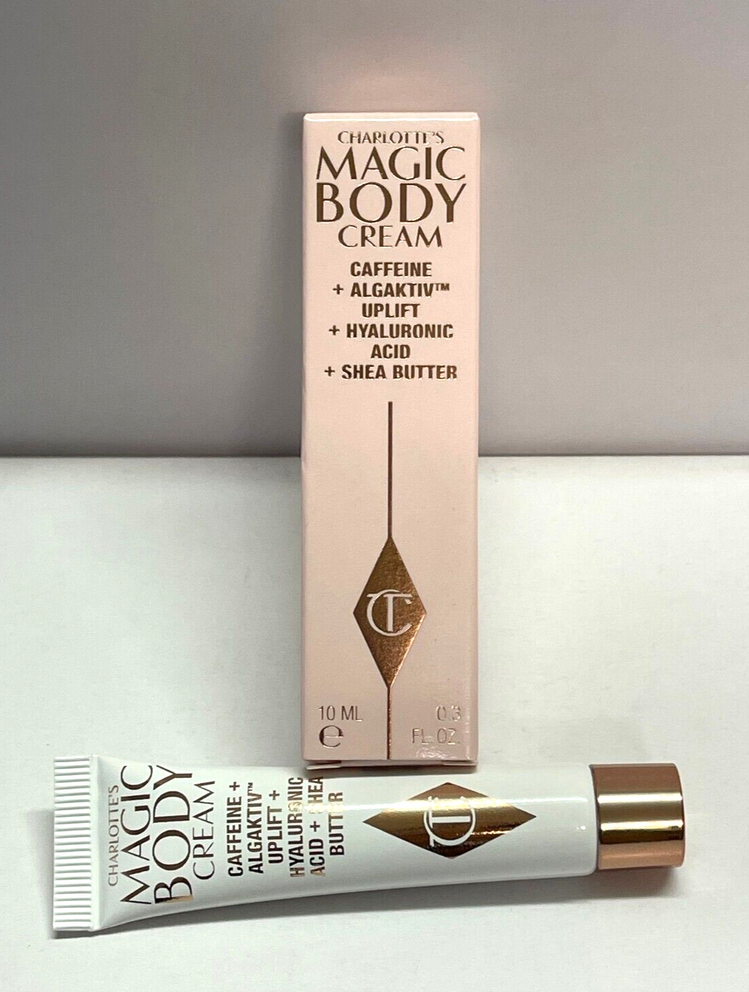 CHARLOTTE'S
MAGIC
BODY
CREAM
CAFFEINE
+ ALGAKTIV™
UPLIFT
+ HYALURONIC
ACID
+ SHEA BUTTER
CT
10 ML
0.3
e
FL. OZ.
CHARLOTTE'S
MAGIC
BODY
CREAM
CAFFEINE +
ALGAKTIV™
UPLIFT +
HYALURONIC
ACID + SHEA
BUTTER
CT